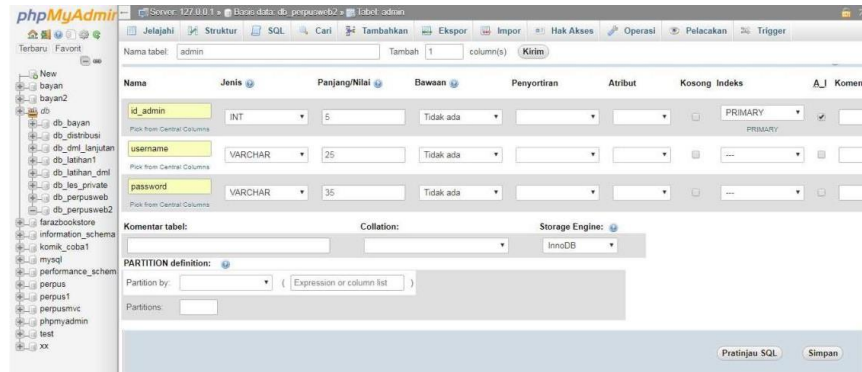 phpMyAdmin
Server: 127.0.0.1 » Basis data: db_perpusweb2 » Tabel: admin
Jelajahi Struktur SQL Cari Tambahkan Ekspor Impor Hak Akses Operasi Pelacakan Trigger
Terbaru Favorit
New
bayan
bayan2
db
db_bayan
db_distribusi
db_dml_lanjutan
db_latihan1
db_latihan_dml
db_les_private
db_perpusweb
db_perpusweb2
farazbookstore
information_schema
komik_coba1
mysql
performance_schem
perpus
perpus1
perpusmvc
phpmyadmin
test
xx
Nama tabel: admin Tambah 1 column(s) Kirim
Nama Jenis Panjang/Nilai Bawaan Penyortiran Atribut Kosong Indeks A_I Komen
id_admin INT 5 Tidak ada PRIMARY
Pick from Central Columns PRIMARY
username VARCHAR 25 Tidak ada ---
Pick from Central Columns
password VARCHAR 35 Tidak ada ---
Pick from Central Columns
Komentar tabel: Collation: Storage Engine:
InnoDB
PARTITION definition:
Partition by: ( Expression or column list )
Partitions:
Pratinjau SQL Simpan